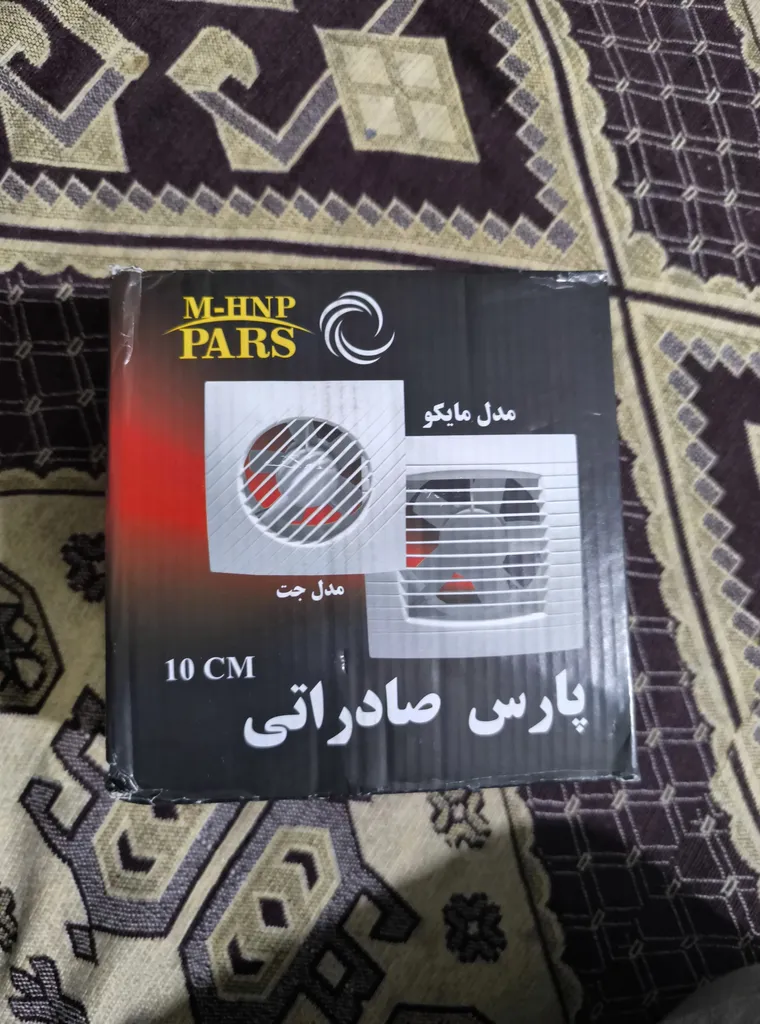 M-HNP
PARS
مدل مایکو
مدل جت
10 CM
پارس صادراتی